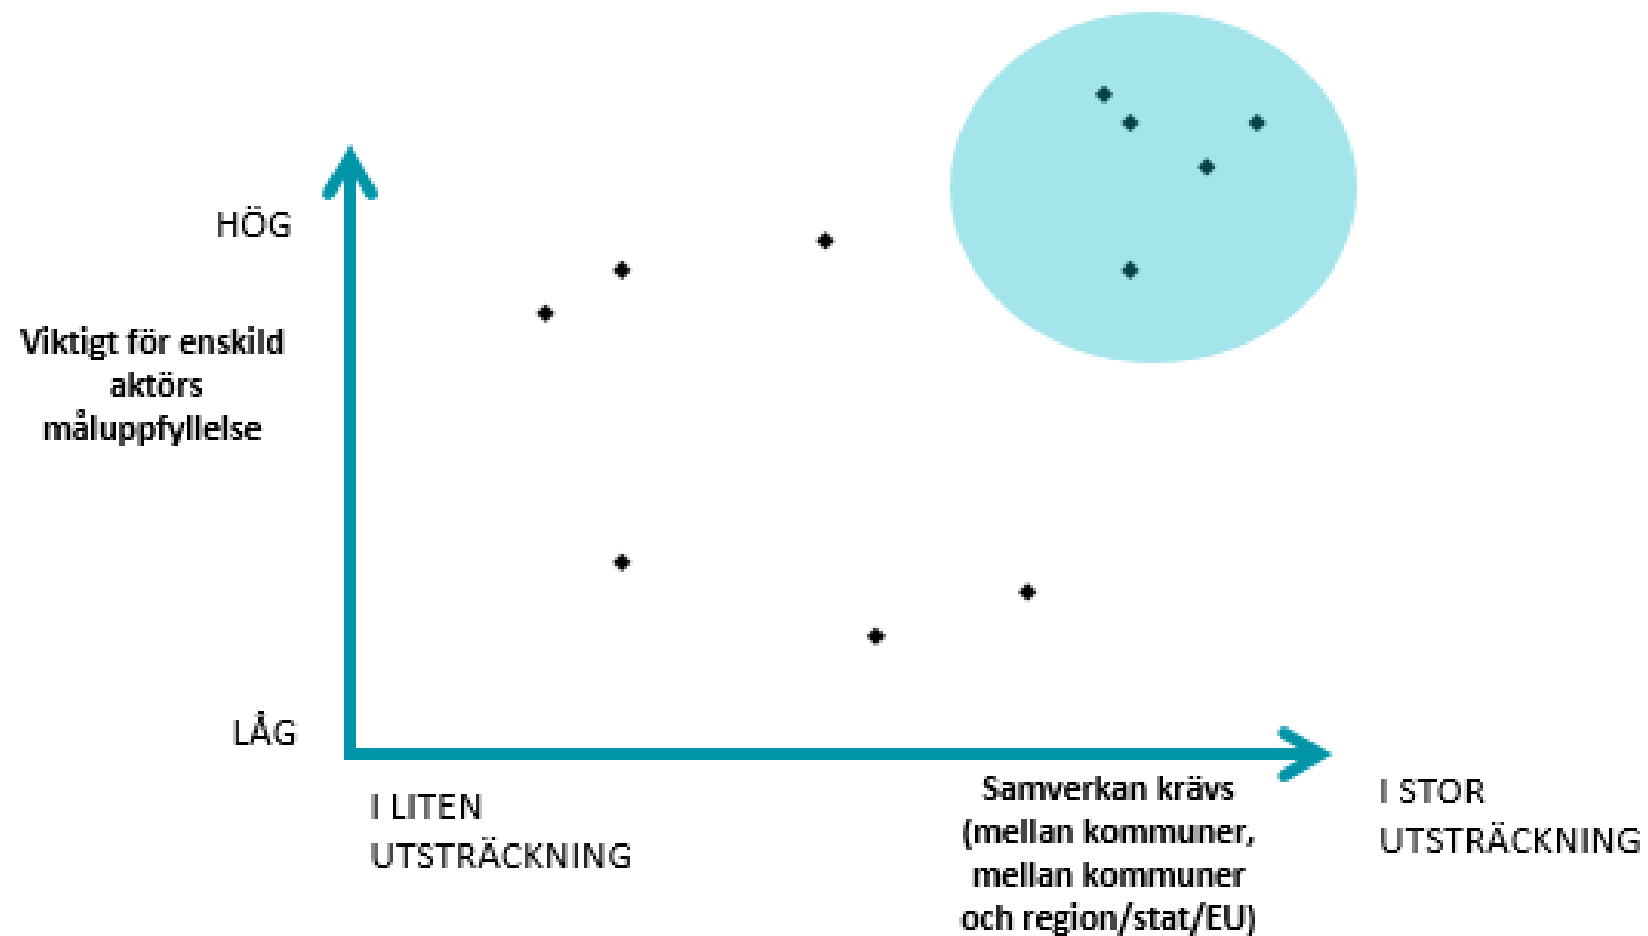 HÖG
Viktigt för enskild
aktörs
måluppfyllelse
LÅG
I LITEN
UTSTRÄCKNING
Samverkan krävs
(mellan kommuner,
mellan kommuner
och region/stat/EU)
I STOR
UTSTRÄCKNING